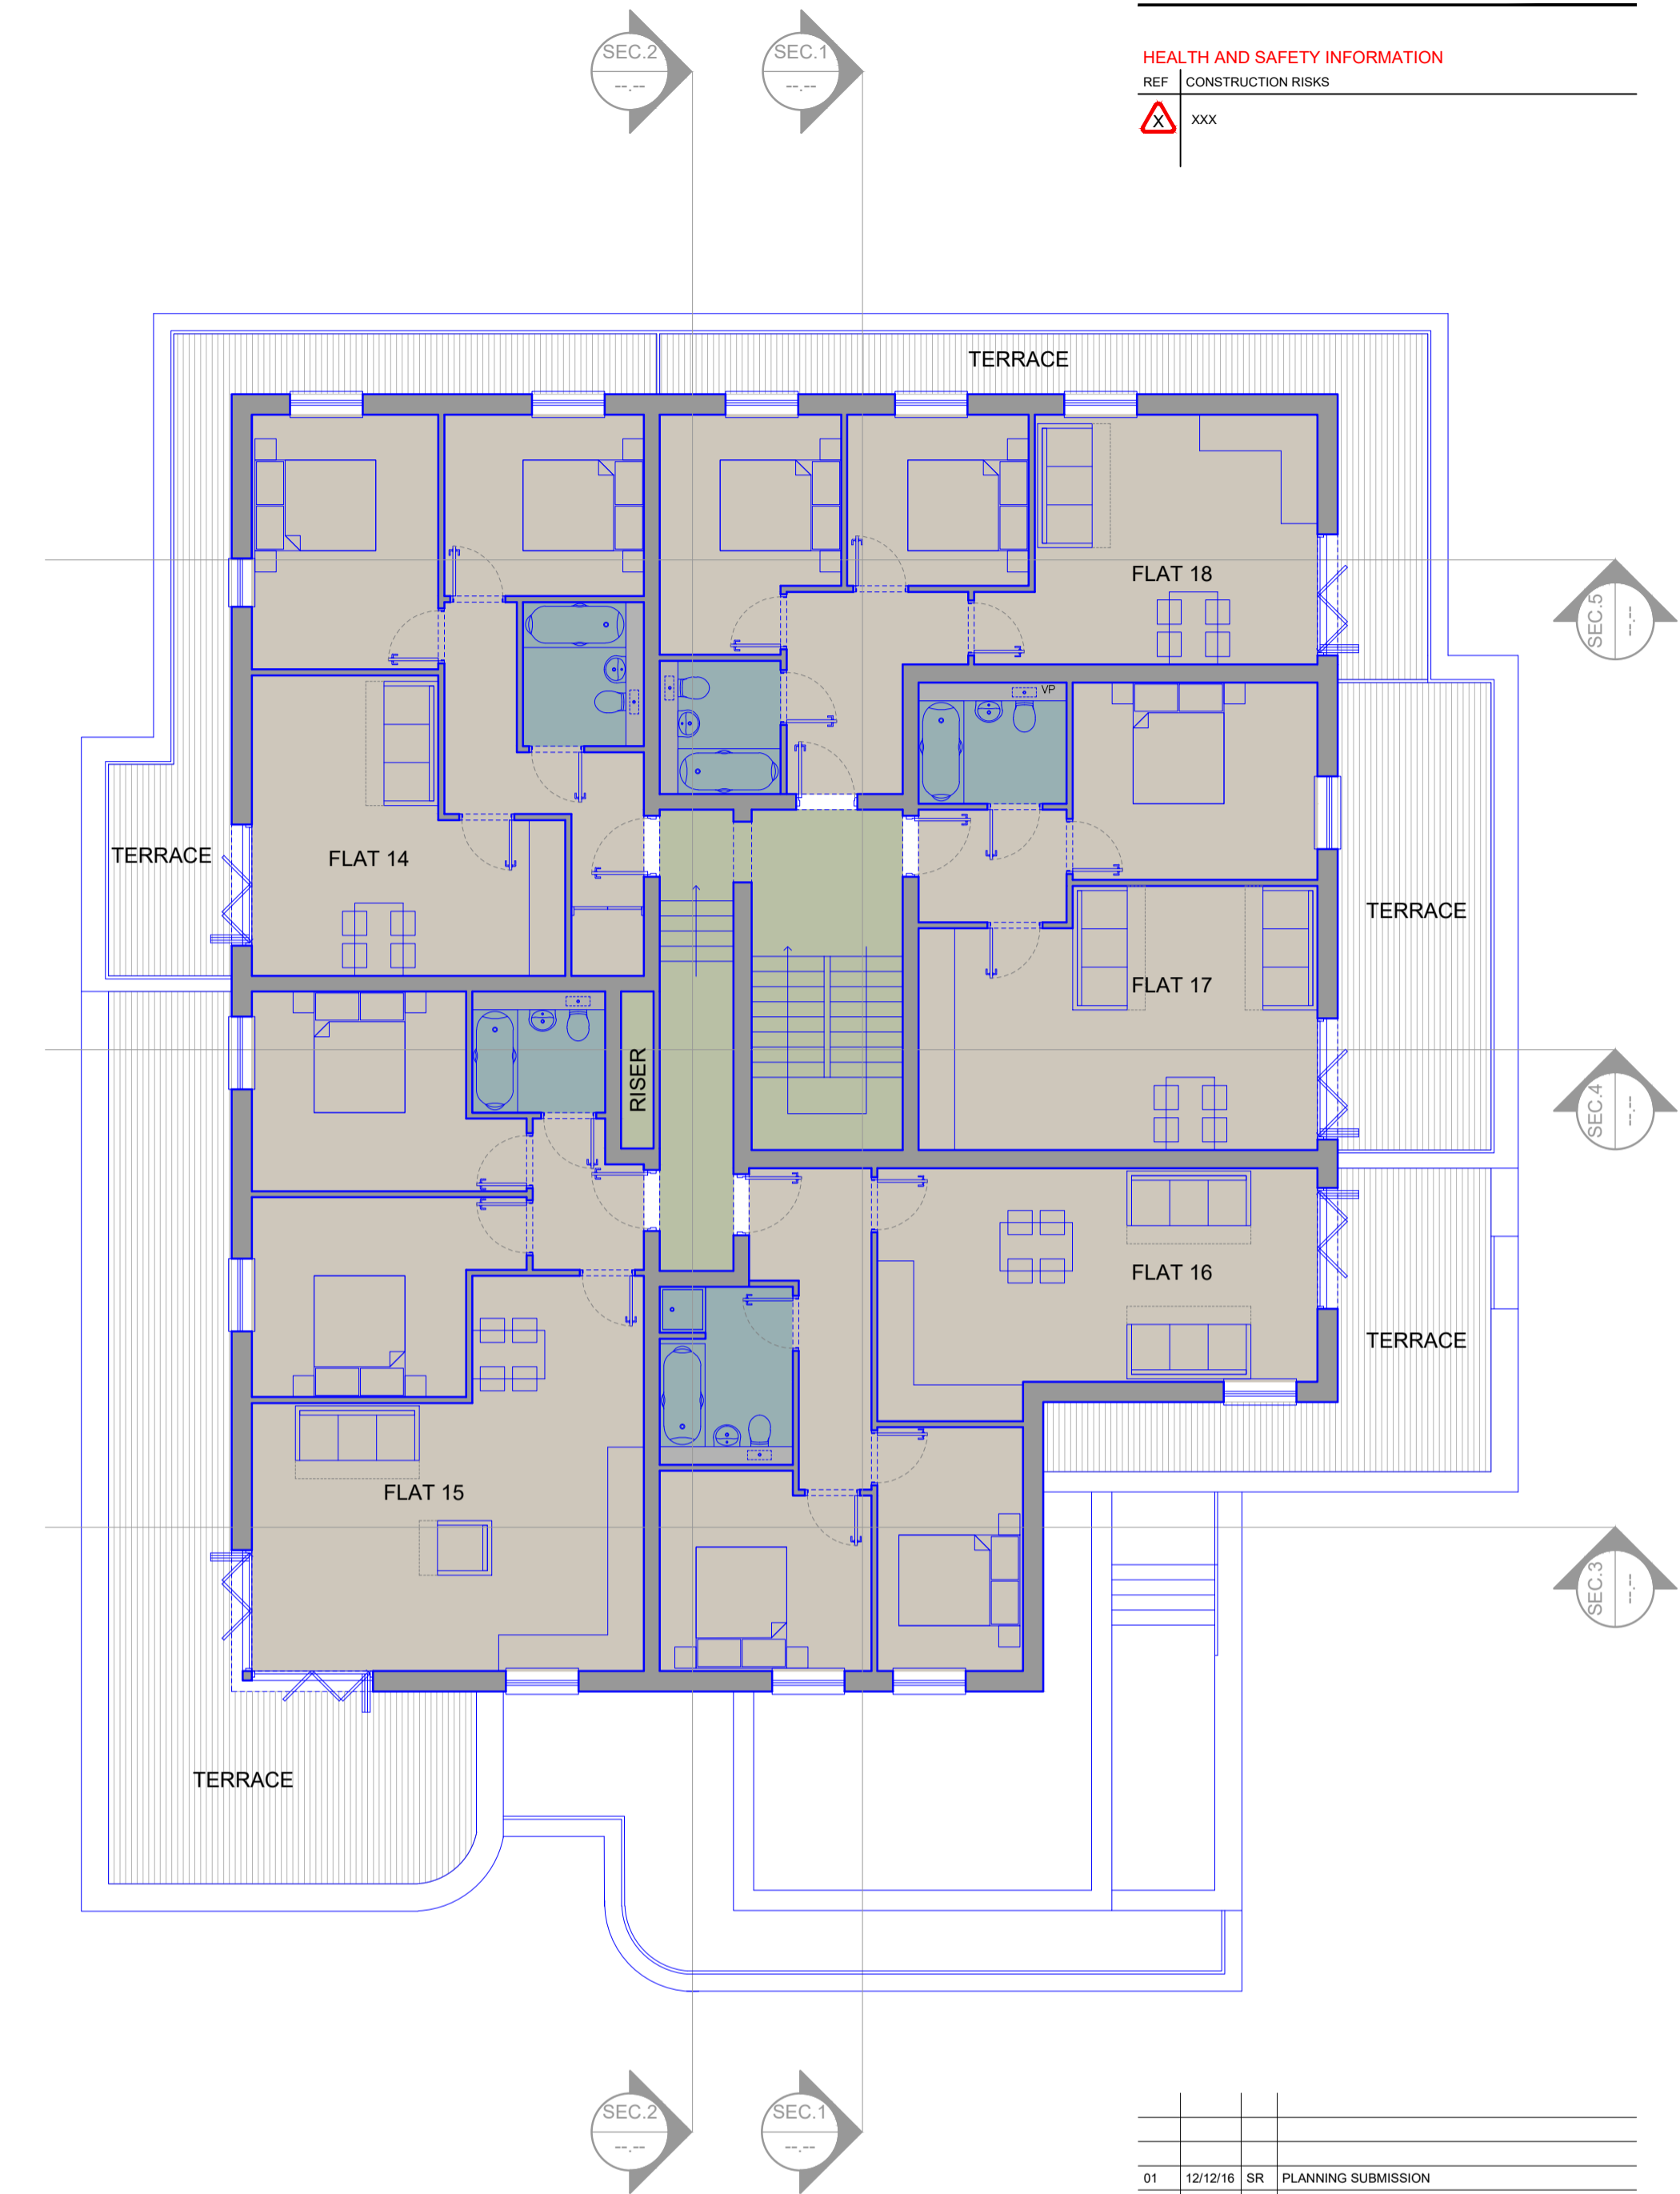 SEC.2
--.--
SEC.1
--.--
HEALTH AND SAFETY INFORMATION
REF CONSTRUCTION RISKS
X XXX
TERRACE
FLAT 18
SEC.5
--.--
VP
TERRACE
FLAT 14
TERRACE
FLAT 17
RISER
SEC.4
--.--
FLAT 16
TERRACE
FLAT 15
SEC.3
--.--
TERRACE
SEC.2
--.--
SEC.1
--.--
01 12/12/16 SR PLANNING SUBMISSION